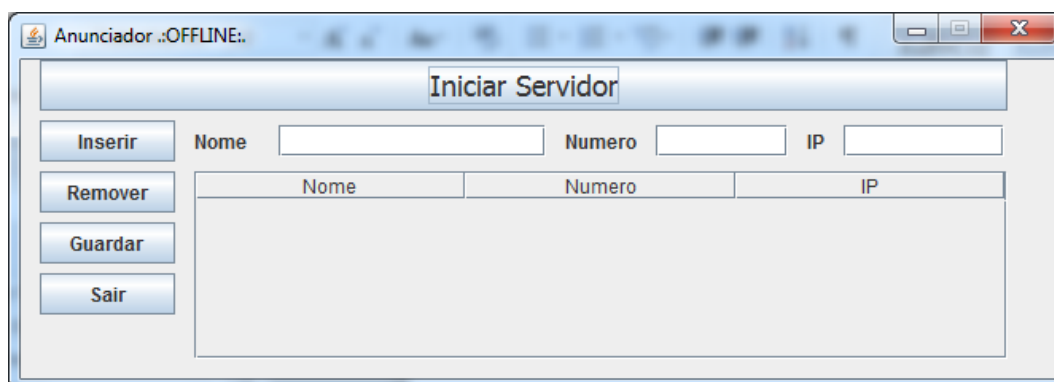 Anunciador .:OFFLINE:.
Iniciar Servidor
Inserir Nome Numero IP
Remover Nome Numero IP
Guardar
Sair